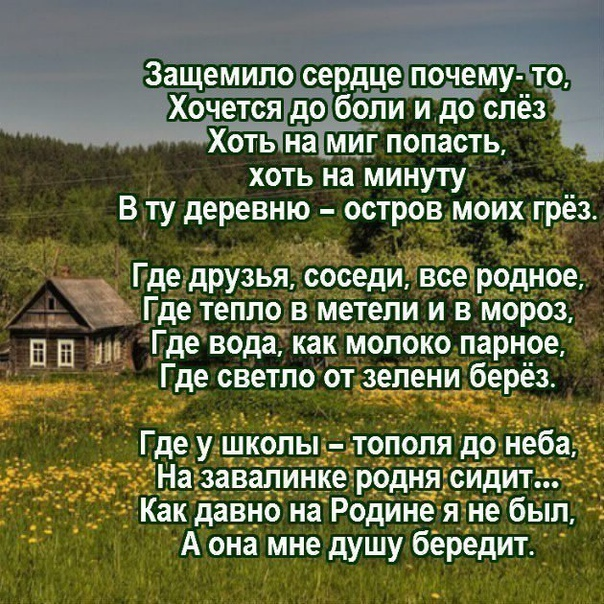 Защемило сердце почему- то,
Хочется до боли и до слёз
Хоть на миг попасть,
хоть на минуту
В ту деревню – остров моих грёз.
Где друзья, соседи, все родное,
Где тепло в метели и в мороз,
Где вода, как молоко парное,
Где светло от зелени берёз.
Где у школы – тополя до неба,
На завалинке родня сидит...
Как давно на Родине я не был,
А она мне душу бередит.